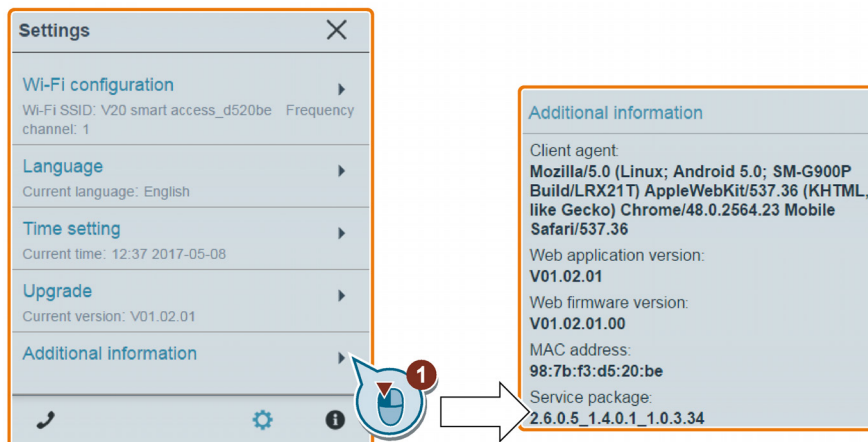 Settings
Wi-Fi configuration
Wi-Fi SSID: V20 smart access_d520be Frequency
channel: 1
Language
Current language: English
Time setting
Current time: 12:37 2017-05-08
Upgrade
Current version: V01.02.01
Additional information
1
Additional information
Client agent:
Mozilla/5.0 (Linux; Android 5.0; SM-G900P
Build/LRX21T) AppleWebKit/537.36 (KHTML,
like Gecko) Chrome/48.0.2564.23 Mobile
Safari/537.36
Web application version:
V01.02.01
Web firmware version:
V01.02.01.00
MAC address:
98:7b:f3:d5:20:be
Service package:
2.6.0.5_1.4.0.1_1.0.3.34